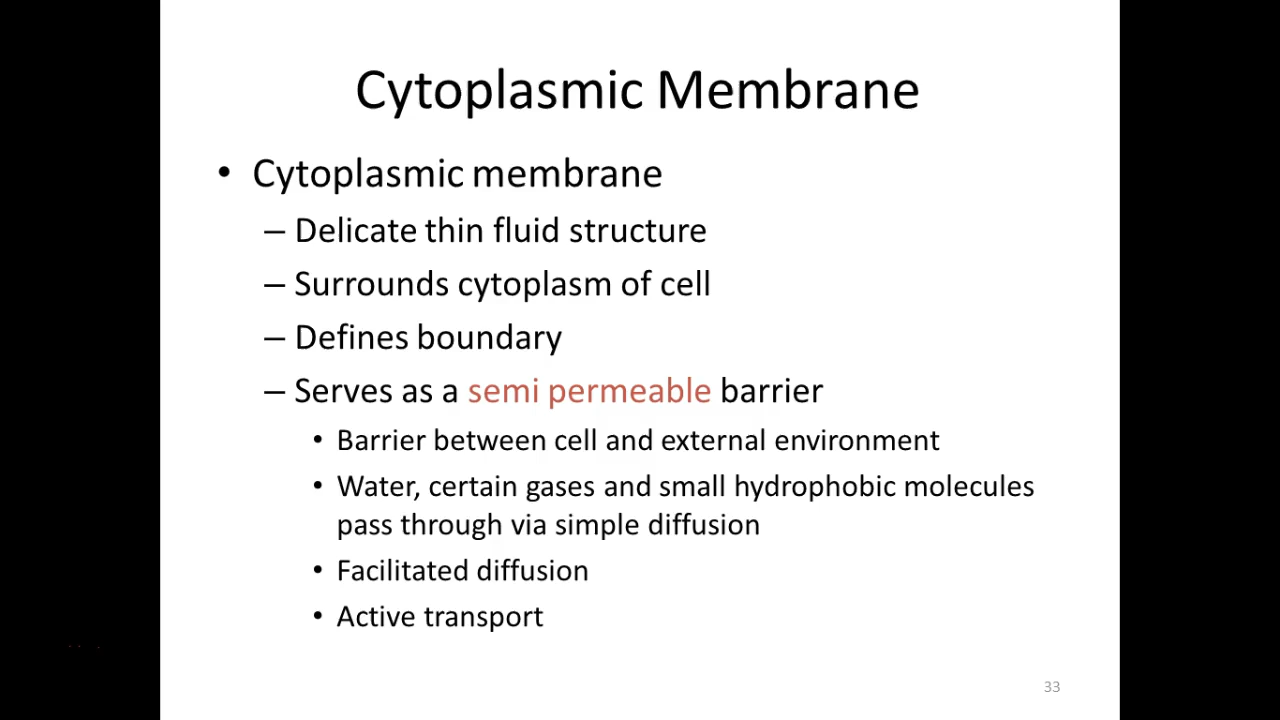 Cytoplasmic Membrane
• Cytoplasmic membrane
– Delicate thin fluid structure
– Surrounds cytoplasm of cell
– Defines boundary
– Serves as a semi permeable barrier
• Barrier between cell and external environment
• Water, certain gases and small hydrophobic molecules
pass through via simple diffusion
• Facilitated diffusion
• Active transport
33